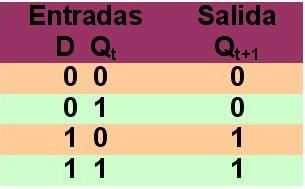 Entradas Salida
D Qt Qt+1
0 0 0
0 1 0
1 0 1
1 1 1